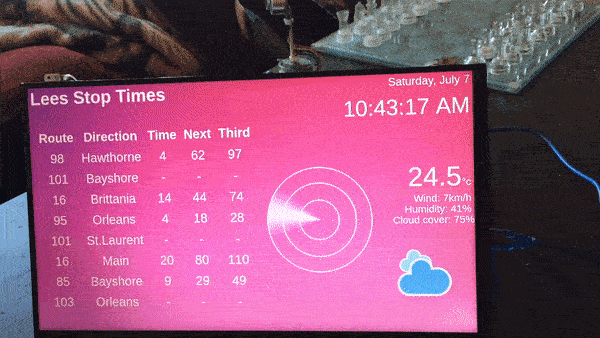 Saturday, July 7
Lees Stop Times
10:43:17 AM
Route Direction Time Next Third
98 Hawthorne 4 62 97
101 Bayshore - - -
16 Brittania 14 44 74
95 Orleans 4 18 28
101 St.Laurent - - -
16 Main 20 80 110
85 Bayshore 9 29 49
103 Orleans - - -
24.5°c
Wind: 7km/h
Humidity: 41%
Cloud cover: 75%